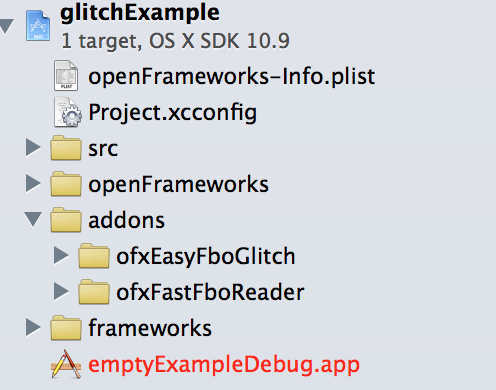 glitchExample
1 target, OS X SDK 10.9
openFrameworks-Info.plist
Project.xcconfig
src
openFrameworks
addons
ofxEasyFboGlitch
ofxFastFboReader
frameworks
emptyExampleDebug.app